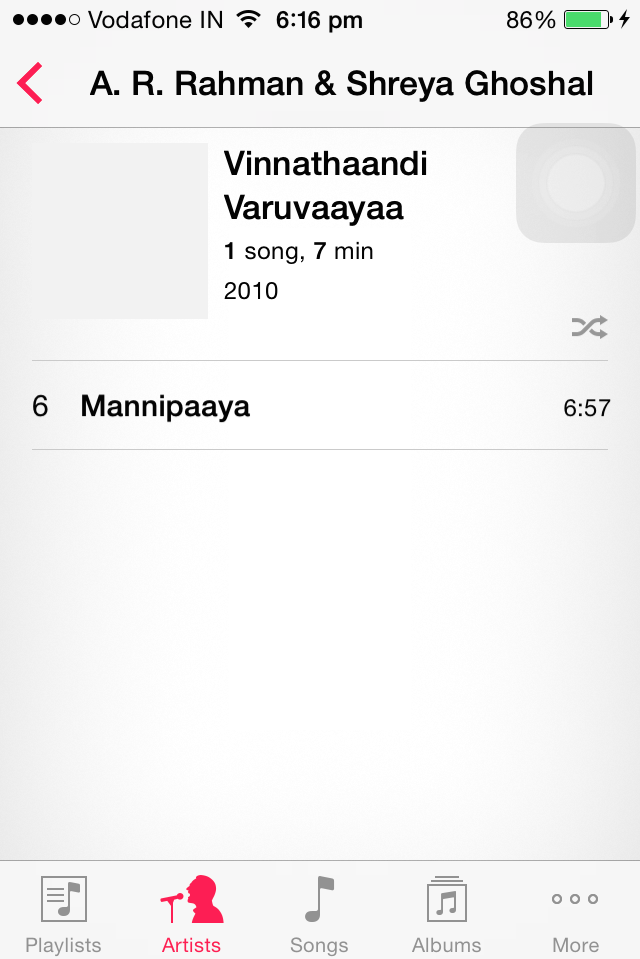 Vodafone IN 6:16 pm 86%
A. R. Rahman & Shreya Ghoshal
Vinnathaandi
Varuvaayaa
1 song, 7 min
2010
6 Mannipaaya 6:57
Playlists Artists Songs Albums More